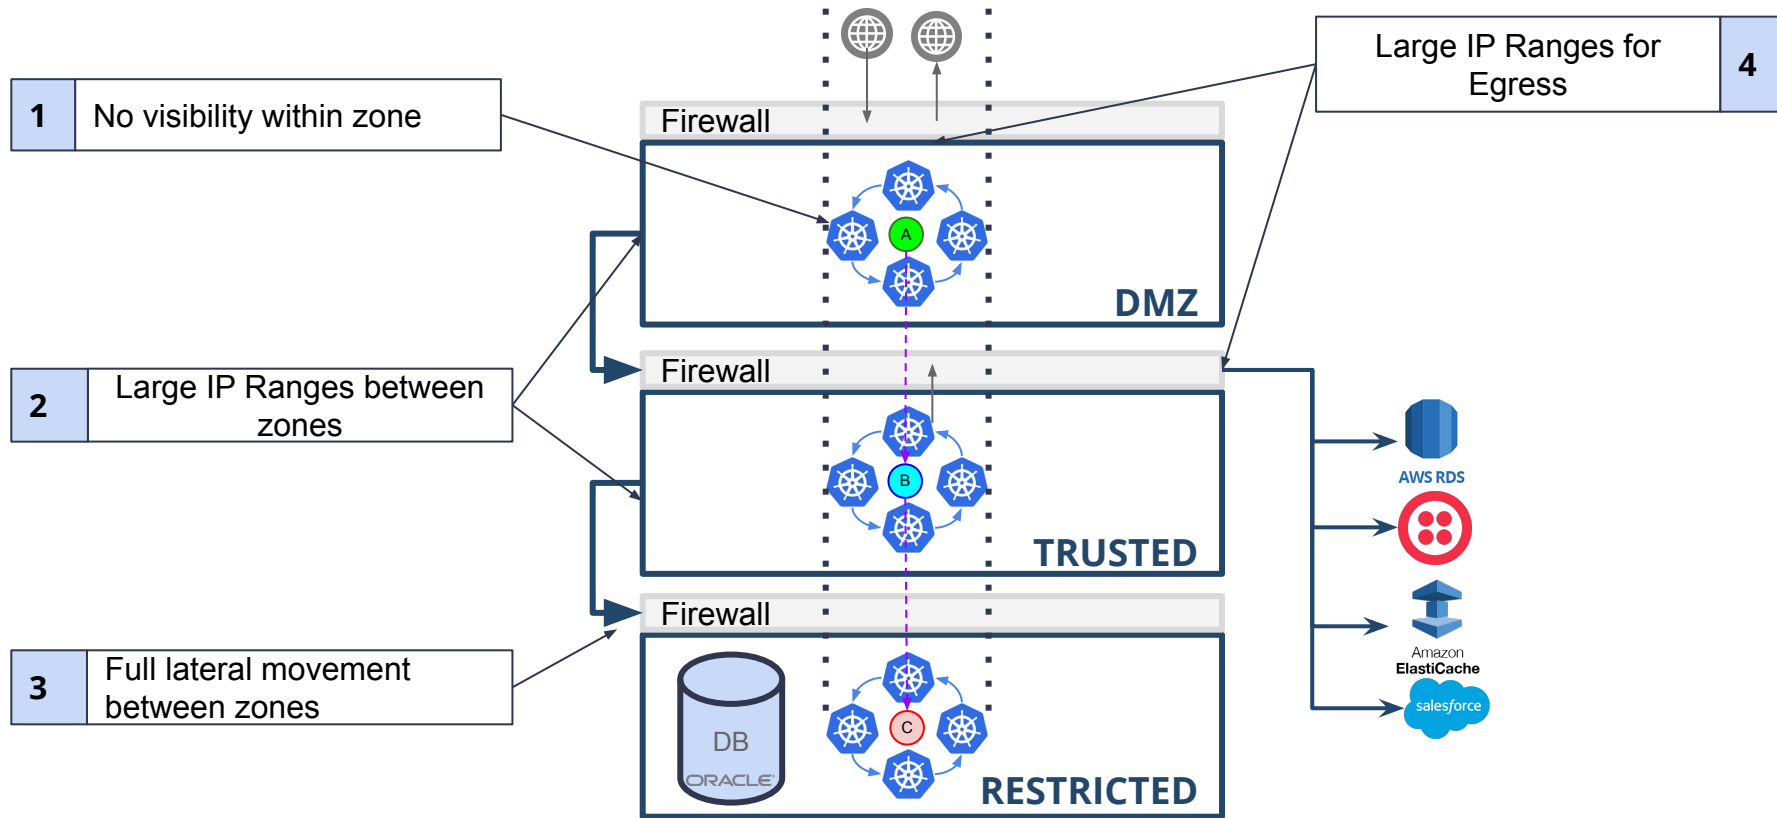 1
No visibility within zone
Large IP Ranges for
Egress
4
Firewall
A
DMZ
2
Large IP Ranges between
zones
Firewall
B
TRUSTED
AWS RDS
Amazon
ElastiCache
salesforce
3
Full lateral movement
between zones
Firewall
DB
ORACLE
C
RESTRICTED